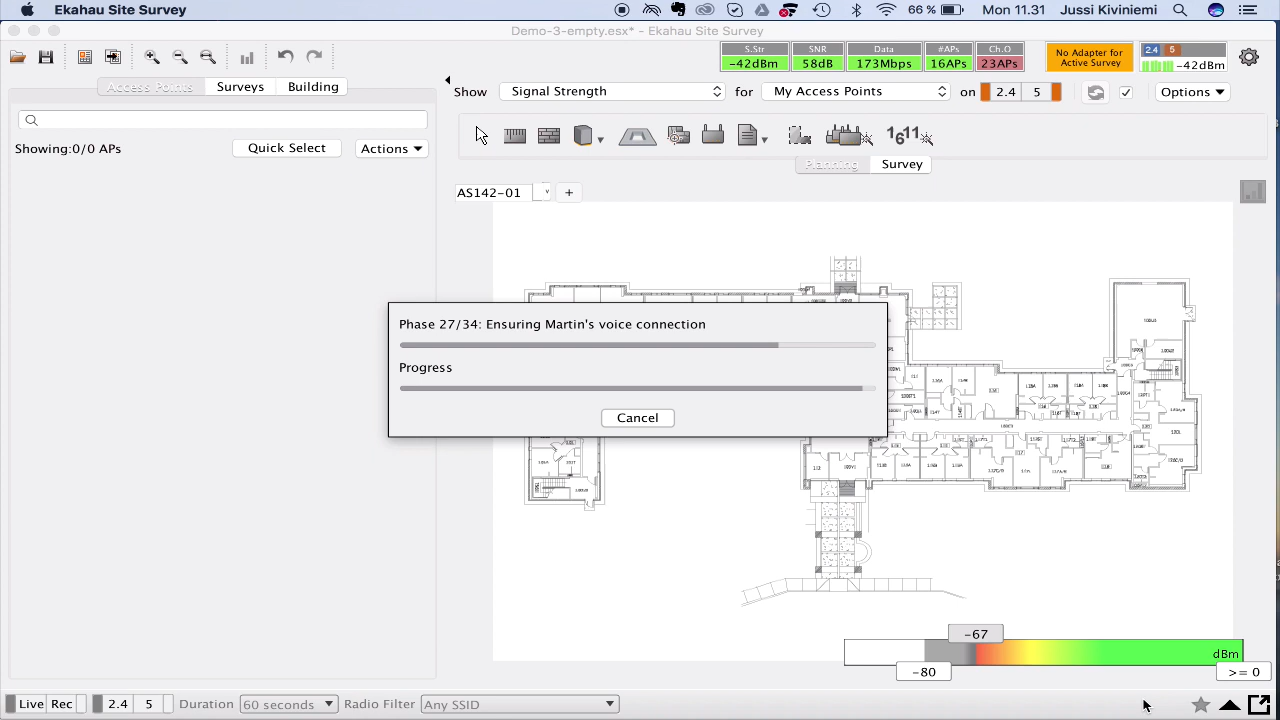 Ekahau Site Survey 66 % Mon 11.31 Jussi Kiviniemi
Demo-3-empty.esx* - Ekahau Site Survey
S.Str SNR Data #APs Ch.O
-42dBm 58dB 173Mbps 16APs 23APs
No Adapter for
Active Survey
2.4 5
-42dBm
Access Points Surveys Building
Show Signal Strength for My Access Points on 2.4 5 Options
Showing:0/0 APs Quick Select Actions
1611
Planning Survey
AS142-01 +
Phase 27/34: Ensuring Martin's voice connection
Progress
Cancel
-67
dBm
-80 >= 0
Live Rec 2.4 5 Duration 60 seconds Radio Filter Any SSID